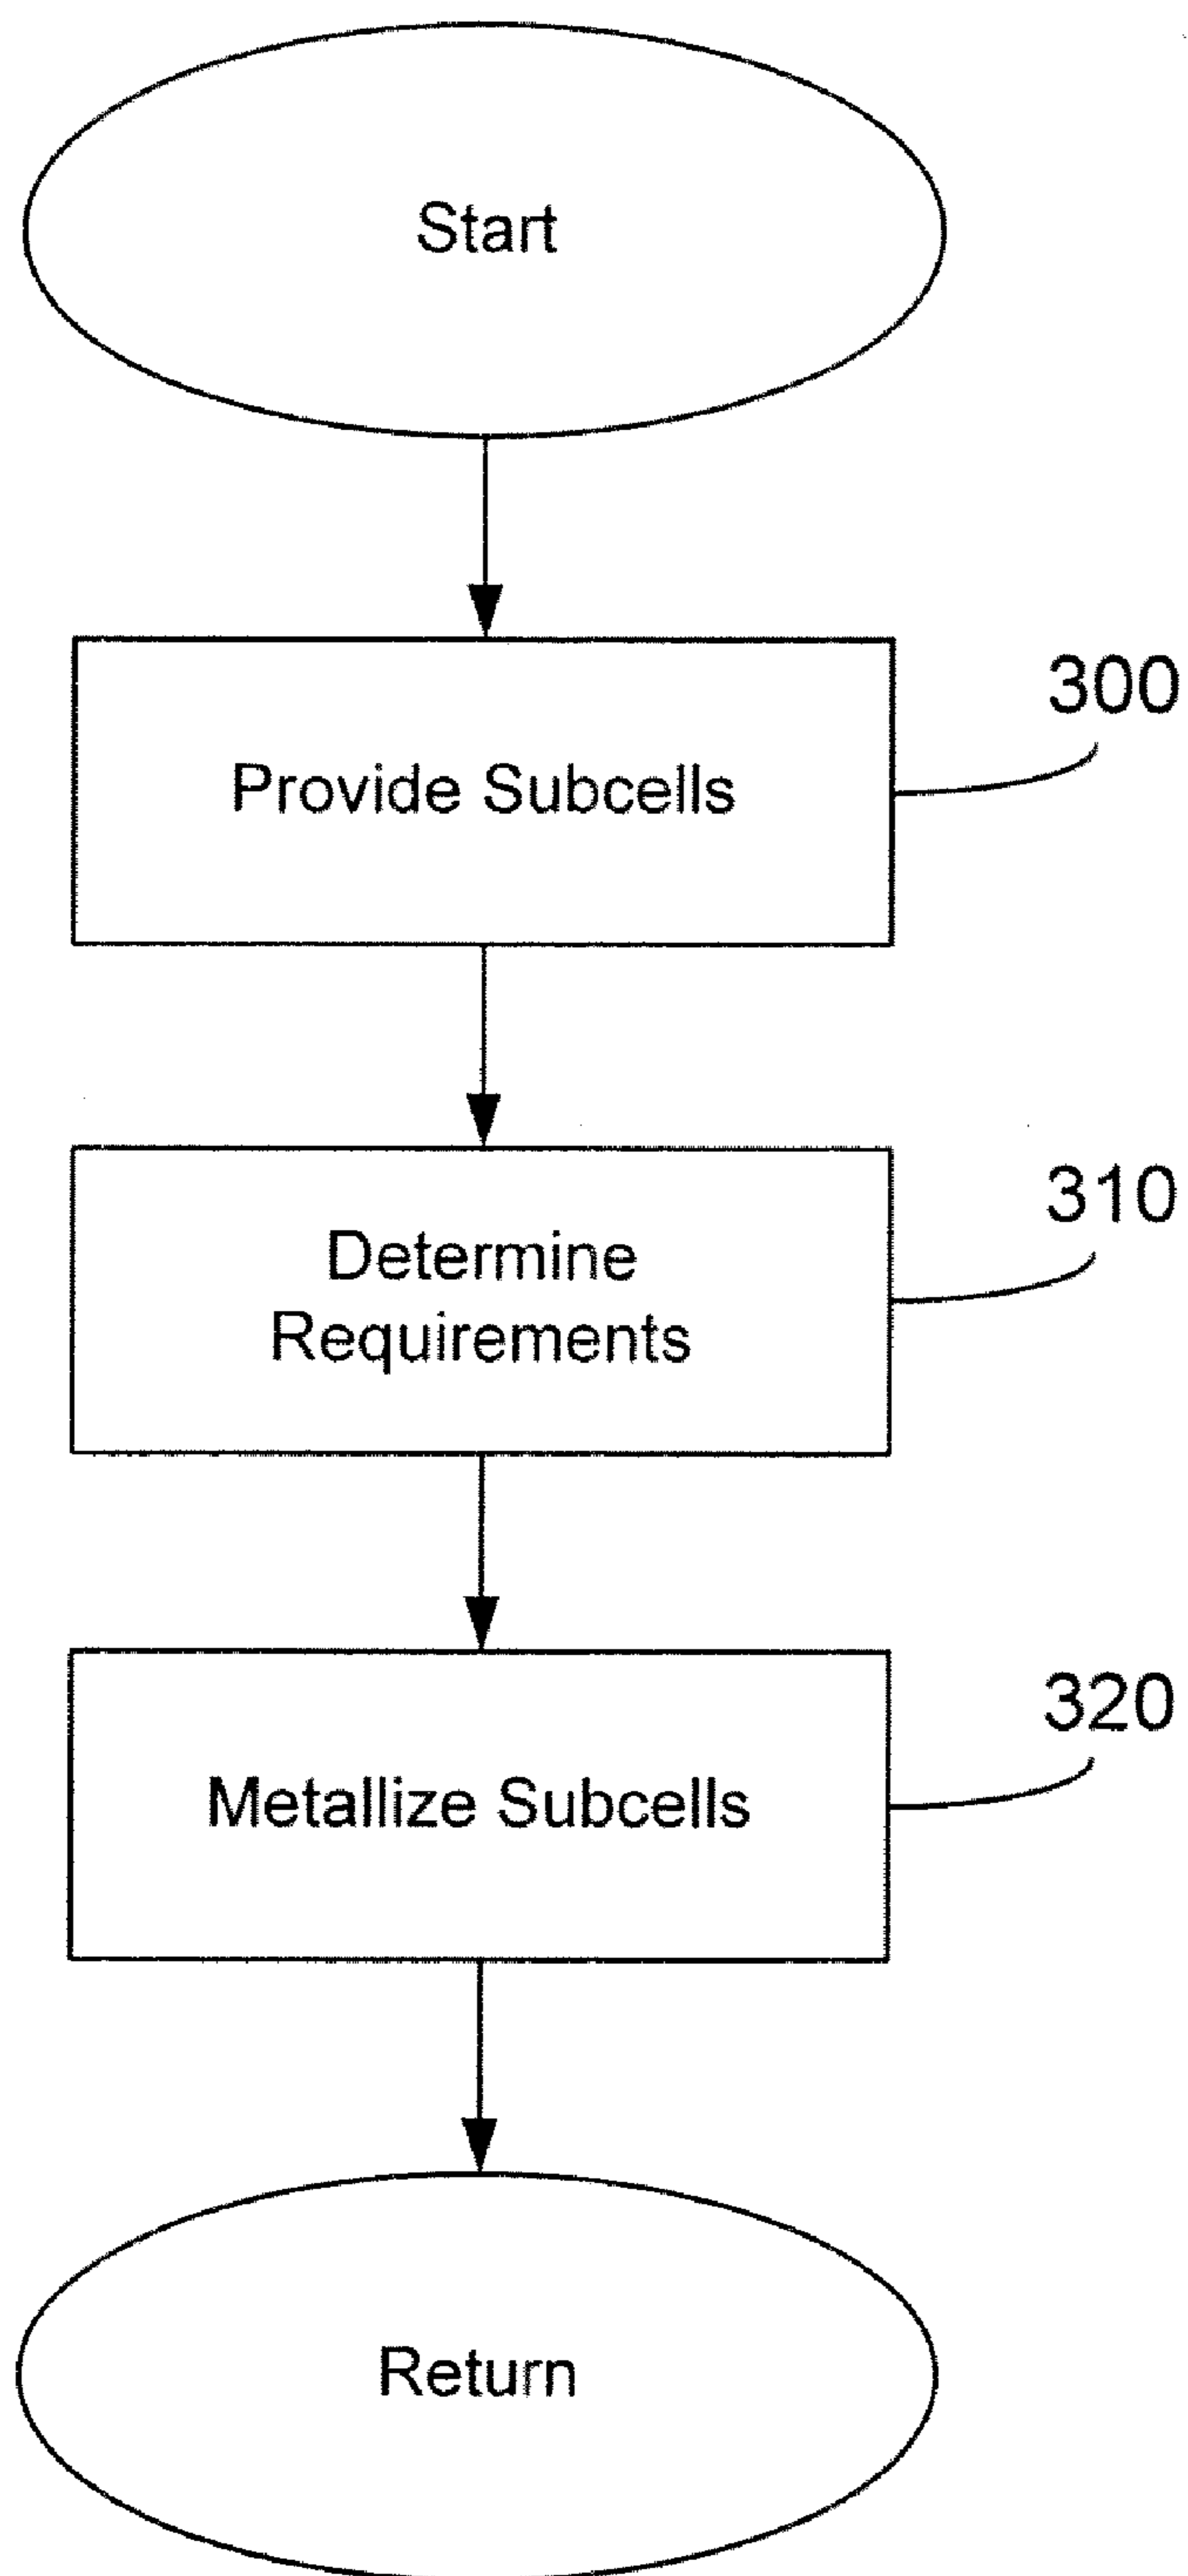 Start
300
Provide Subcells
310
Determine
Requirements
320
Metallize Subcells
Return